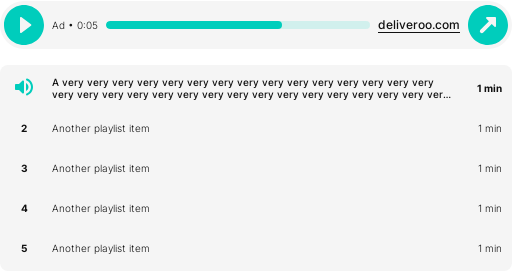 Ad • 0:05
deliveroo.com
A very very very very very very very very very very very very very very very
very very very very very very very very very very very very very very very ver...
1 min
2 Another playlist item 1 min
3 Another playlist item 1 min
4 Another playlist item 1 min
5 Another playlist item 1 min